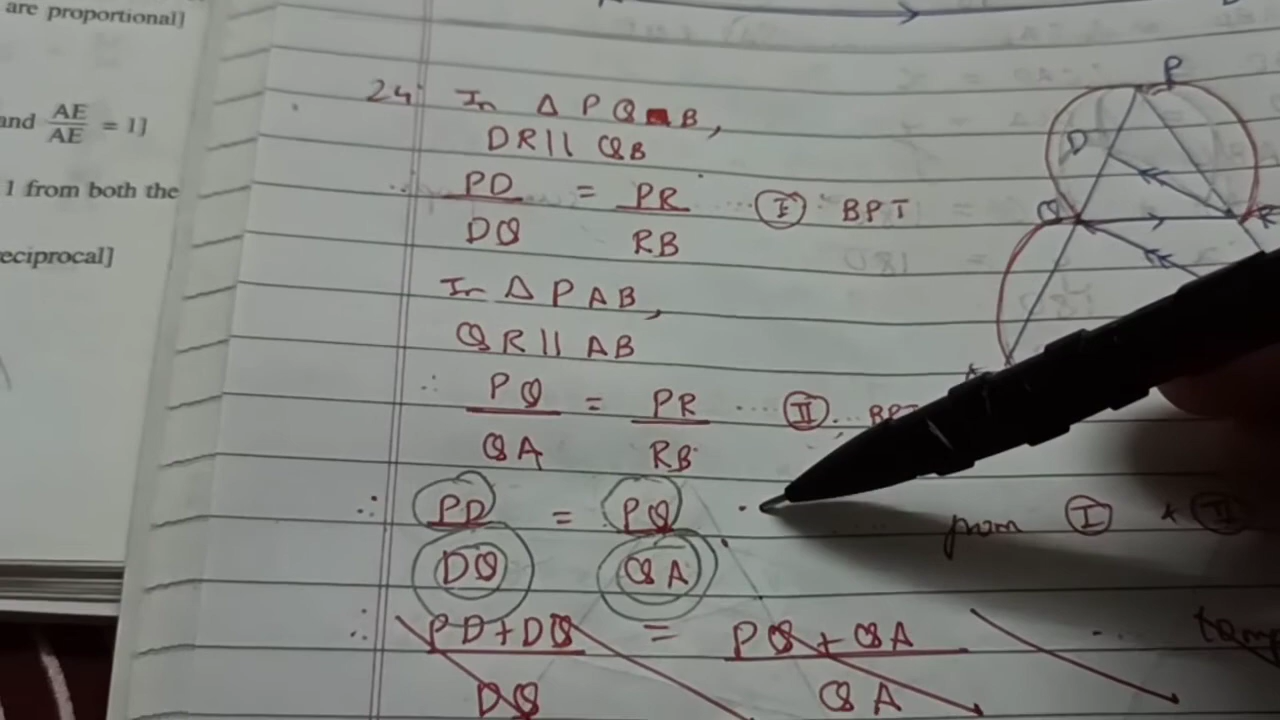 are proportional]
and AE/AE = 1]
1 from both the
eciprocal]
24 In Δ P Q B,
DR || QB
∴ PD/DQ = PR/RB ... (I) BPT
In Δ PAB,
QR || AB
∴ PQ/QA = PR/RB .... (II) ... BPT
∴ PD/DQ = PQ/QA ... from (I) & (II)
∴ PD+DQ/DQ = PQ+QA/QA ...
P
D
Q
R
A